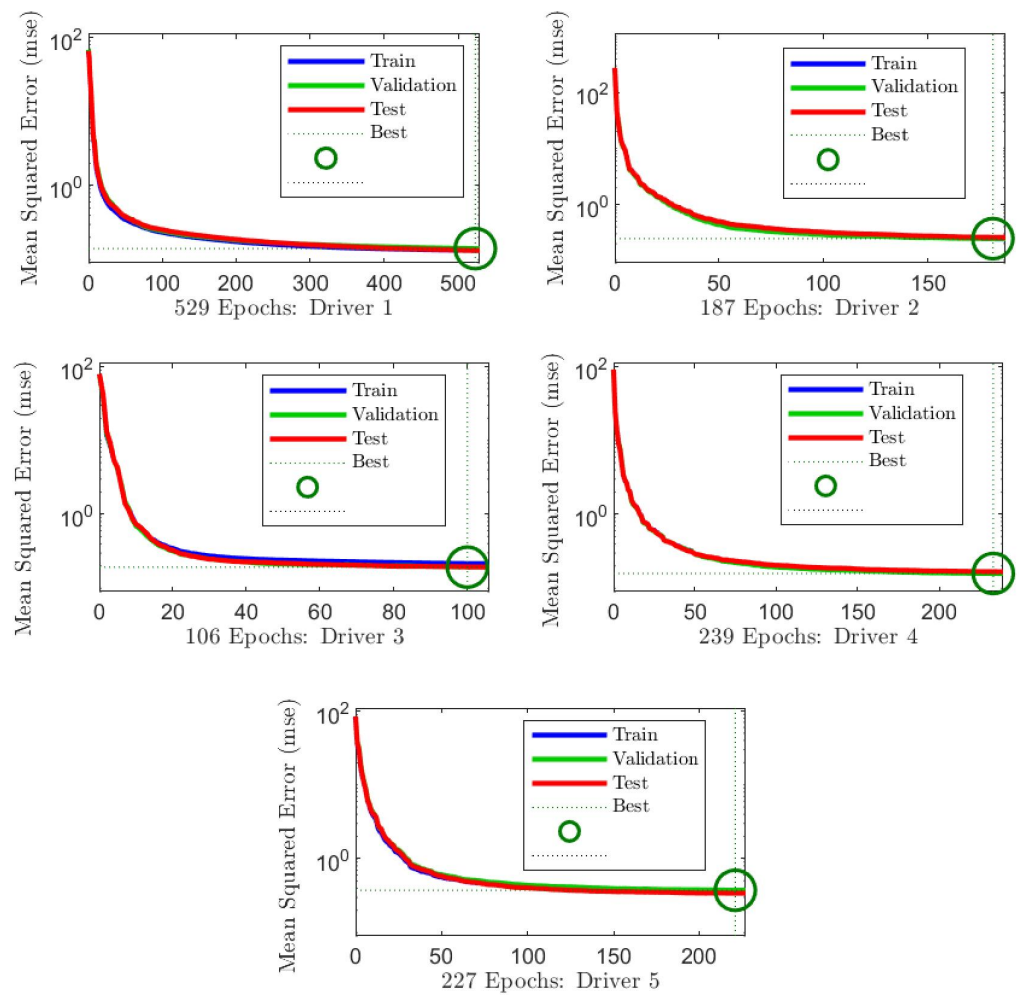 Mean Squared Error (mse)
10^2
10^0
Train
Validation
Test
Best
0 100 200 300 400 500
529 Epochs: Driver 1
Mean Squared Error (mse)
10^2
10^0
Train
Validation
Test
Best
0 50 100 150
187 Epochs: Driver 2
Mean Squared Error (mse)
10^2
10^0
Train
Validation
Test
Best
0 20 40 60 80 100
106 Epochs: Driver 3
Mean Squared Error (mse)
10^2
10^0
Train
Validation
Test
Best
0 50 100 150 200
239 Epochs: Driver 4
Mean Squared Error (mse)
10^2
10^0
Train
Validation
Test
Best
0 50 100 150 200
227 Epochs: Driver 5